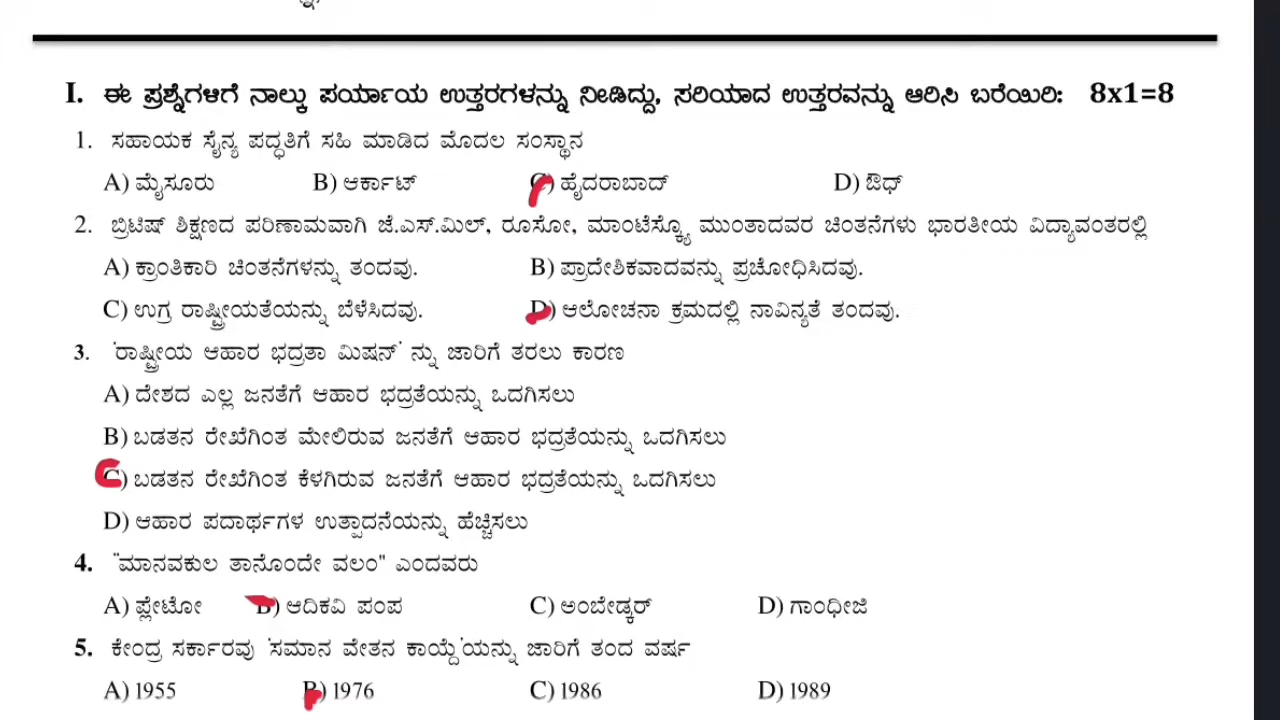 I. ಈ ಪ್ರಶ್ನೆಗಳಿಗೆ ನಾಲ್ಕು ಪರ್ಯಾಯ ಉತ್ತರಗಳನ್ನು ನೀಡಿದ್ದು, ಸರಿಯಾದ ಉತ್ತರವನ್ನು ಆರಿಸಿ ಬರೆಯಿರಿ: 8x1=8
1. ಸಹಾಯಕ ಸೈನ್ಯ ಪದ್ಧತಿಗೆ ಸಹಿ ಮಾಡಿದ ಮೊದಲ ಸಂಸ್ಥಾನ
A) ಮೈಸೂರು B) ಆರ್ಕಾಟ್ C) ಹೈದರಾಬಾದ್ D) ಔಧ್
2. ಬ್ರಿಟಿಷ್ ಶಿಕ್ಷಣದ ಪರಿಣಾಮವಾಗಿ ಜೆ.ಎಸ್.ಮಿಲ್, ರೂಸೋ, ಮಾಂಟೆಸ್ಕ್ಯೊ ಮುಂತಾದವರ ಚಿಂತನೆಗಳು ಭಾರತೀಯ ವಿದ್ಯಾವಂತರಲ್ಲಿ
A) ಕ್ರಾಂತಿಕಾರಿ ಚಿಂತನೆಗಳನ್ನು ತಂದವು. B) ಪ್ರಾದೇಶಿಕವಾದವನ್ನು ಪ್ರಚೋಧಿಸಿದವು.
C) ಉಗ್ರ ರಾಷ್ಟ್ರೀಯತೆಯನ್ನು ಬೆಳೆಸಿದವು. D) ಆಲೋಚನಾ ಕ್ರಮದಲ್ಲಿ ನಾವಿನ್ಯತೆ ತಂದವು.
3. 'ರಾಷ್ಟ್ರೀಯ ಆಹಾರ ಭದ್ರತಾ ಮಿಷನ್' ನ್ನು ಜಾರಿಗೆ ತರಲು ಕಾರಣ
A) ದೇಶದ ಎಲ್ಲ ಜನತೆಗೆ ಆಹಾರ ಭದ್ರತೆಯನ್ನು ಒದಗಿಸಲು
B) ಬಡತನ ರೇಖೆಗಿಂತ ಮೇಲಿರುವ ಜನತೆಗೆ ಆಹಾರ ಭದ್ರತೆಯನ್ನು ಒದಗಿಸಲು
C) ಬಡತನ ರೇಖೆಗಿಂತ ಕೆಳಗಿರುವ ಜನತೆಗೆ ಆಹಾರ ಭದ್ರತೆಯನ್ನು ಒದಗಿಸಲು
D) ಆಹಾರ ಪದಾರ್ಥಗಳ ಉತ್ಪಾದನೆಯನ್ನು ಹೆಚ್ಚಿಸಲು
4. "ಮಾನವಕುಲ ತಾನೊಂದೇ ವಲಂ" ಎಂದವರು
A) ಪ್ಲೇಟೋ B) ಆದಿಕವಿ ಪಂಪ C) ಅಂಬೇಡ್ಕರ್ D) ಗಾಂಧೀಜಿ
5. ಕೇಂದ್ರ ಸರ್ಕಾರವು 'ಸಮಾನ ವೇತನ ಕಾಯ್ದೆ'ಯನ್ನು ಜಾರಿಗೆ ತಂದ ವರ್ಷ
A) 1955 B) 1976 C) 1986 D) 1989